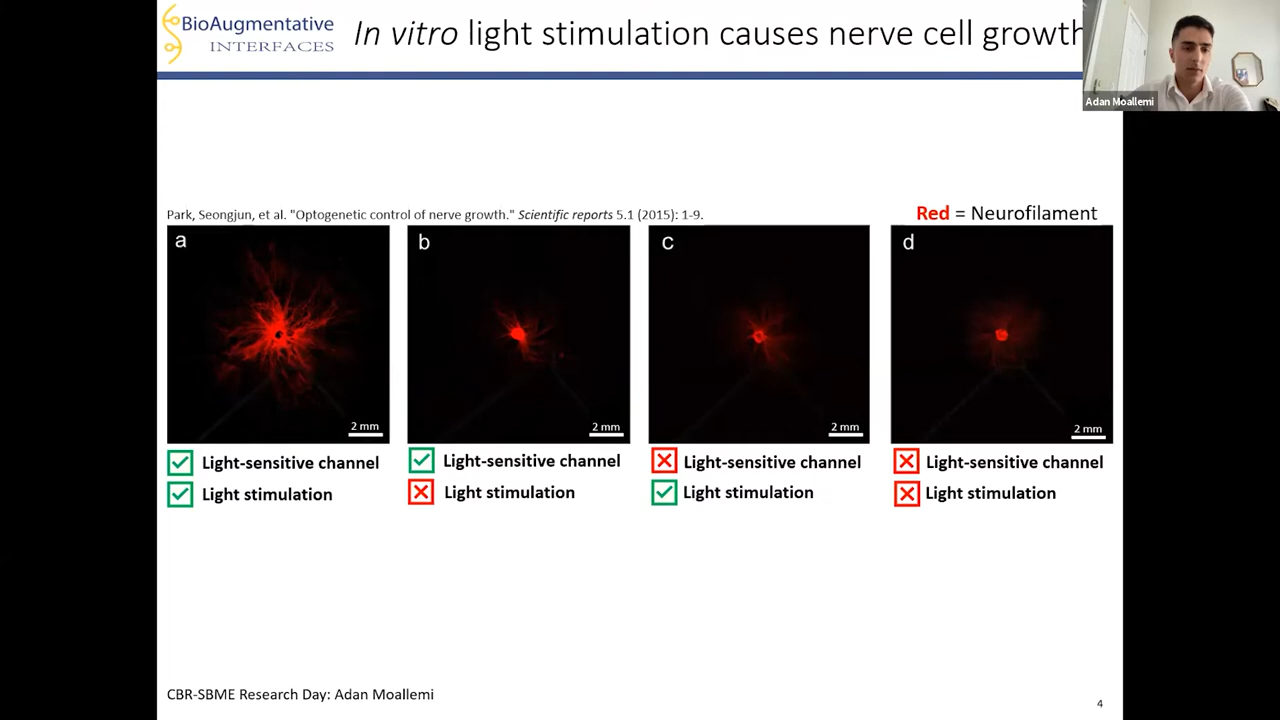 BioAugmentative
INTERFACES
In vitro light stimulation causes nerve cell growth
Adan Moallemi
Park, Seongjun, et al. "Optogenetic control of nerve growth." Scientific reports 5.1 (2015): 1-9.
Red = Neurofilament
a
b
c
d
2 mm
2 mm
2 mm
2 mm
Light-sensitive channel
Light stimulation
Light-sensitive channel
Light stimulation
Light-sensitive channel
Light stimulation
Light-sensitive channel
Light stimulation
CBR-SBME Research Day: Adan Moallemi
4